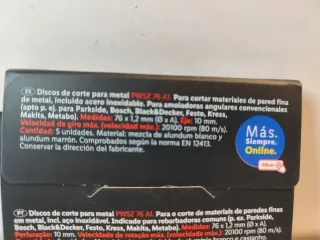 ES Discos de corte para metal PWSZ 76 A1. Para cortar materiales de pared fina
de metal, incluido acero inoxidable. Para amoladoras angulares convencionales
(apto p. ej. para Parkside, Bosch, Black&Decker, Festo, Kress,
Makita, Metabo). Medidas: 76 x 1,2 mm (Ø x A). Eje: 10 mm.
Velocidad de giro máx. (velocidad máx.): 20100 rpm (80 m/s).
Cantidad: 5 unidades. Material: mezcla de alundum blanco y
alundum marrón. Comprobado según la norma EN 12413.
Conservar la dirección del fabricante.
Más.
Siempre.
Online.
PT Discos de corte para metal PWSZ 76 A1. Para o corte de materiais de paredes finas
em metal, incl. aço inoxidável. Indicado para rebarbadoras comuns (p. ex. Parkside,
Bosch, Black&Decker, Festo, Kress, Makita, Metabo). Medidas: 76 x 1,2 mm (Ø x A).
Perfuração: 10 mm. Velocidade de rotação máx.